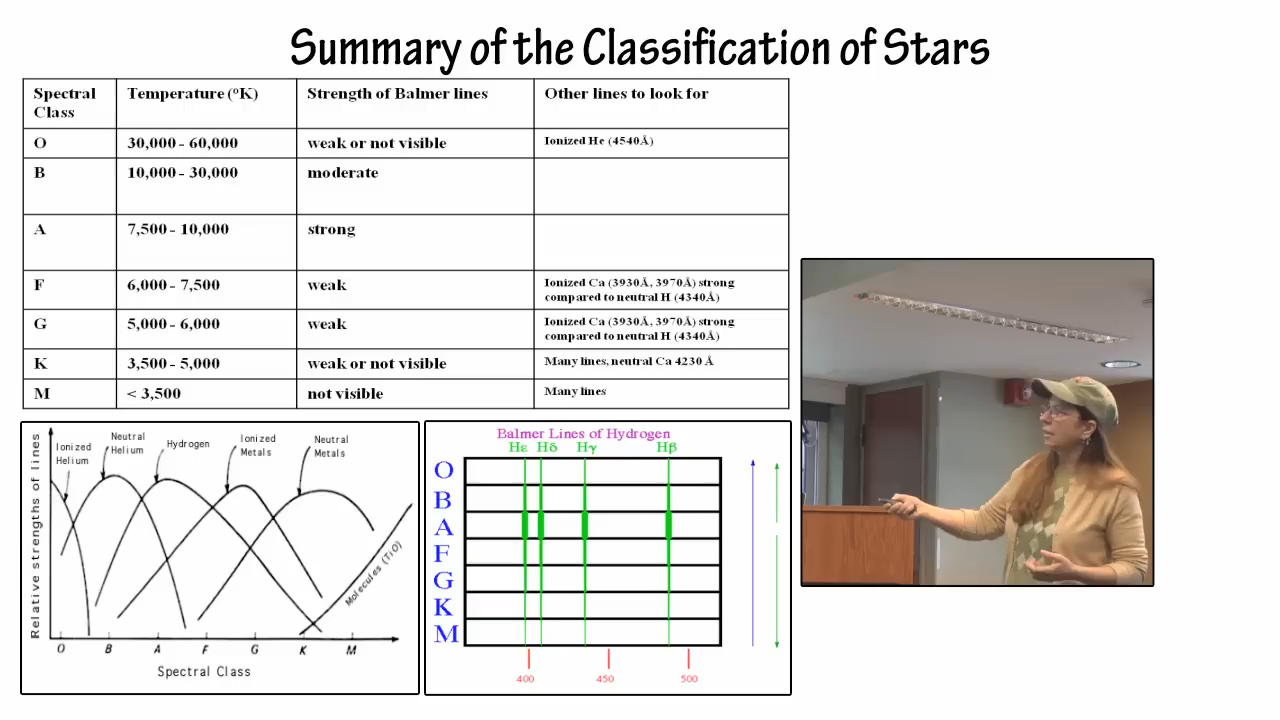 Summary of the Classification of Stars
Spectral Class
Temperature (°K)
Strength of Balmer lines
Other lines to look for
O
30,000 - 60,000
weak or not visible
Ionized He (4540Å)
B
10,000 - 30,000
moderate
A
7,500 - 10,000
strong
F
6,000 - 7,500
weak
Ionized Ca (3930Å, 3970Å) strong
compared to neutral H (4340Å)
G
5,000 - 6,000
weak
Ionized Ca (3930Å, 3970Å) strong
compared to neutral H (4340Å)
K
3,500 - 5,000
weak or not visible
Many lines, neutral Ca 4230 Å
M
< 3,500
not visible
Many lines
Relative strengths of lines
Ionized
Helium
Neutral
Helium
Hydrogen
Ionized
Metals
Neutral
Metals
Molecules (TiO)
O B A F G K M
Spectral Class
Balmer Lines of Hydrogen
Hε Hδ Hγ Hβ
O
B
A
F
G
K
M
400 450 500